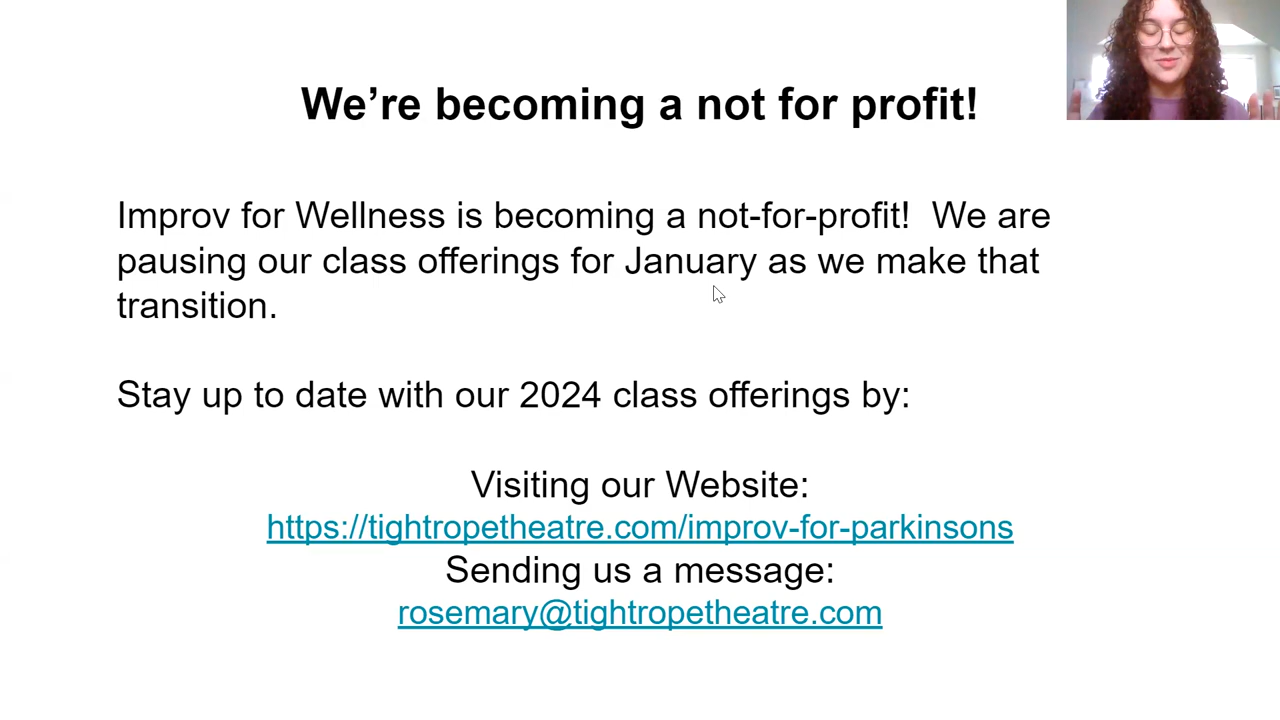 We’re becoming a not for profit!
Improv for Wellness is becoming a not-for-profit!  We are
pausing our class offerings for January as we make that
transition.
Stay up to date with our 2024 class offerings by:
Visiting our Website:
https://tightropetheatre.com/improv-for-parkinsons
Sending us a message:
rosemary@tightropetheatre.com